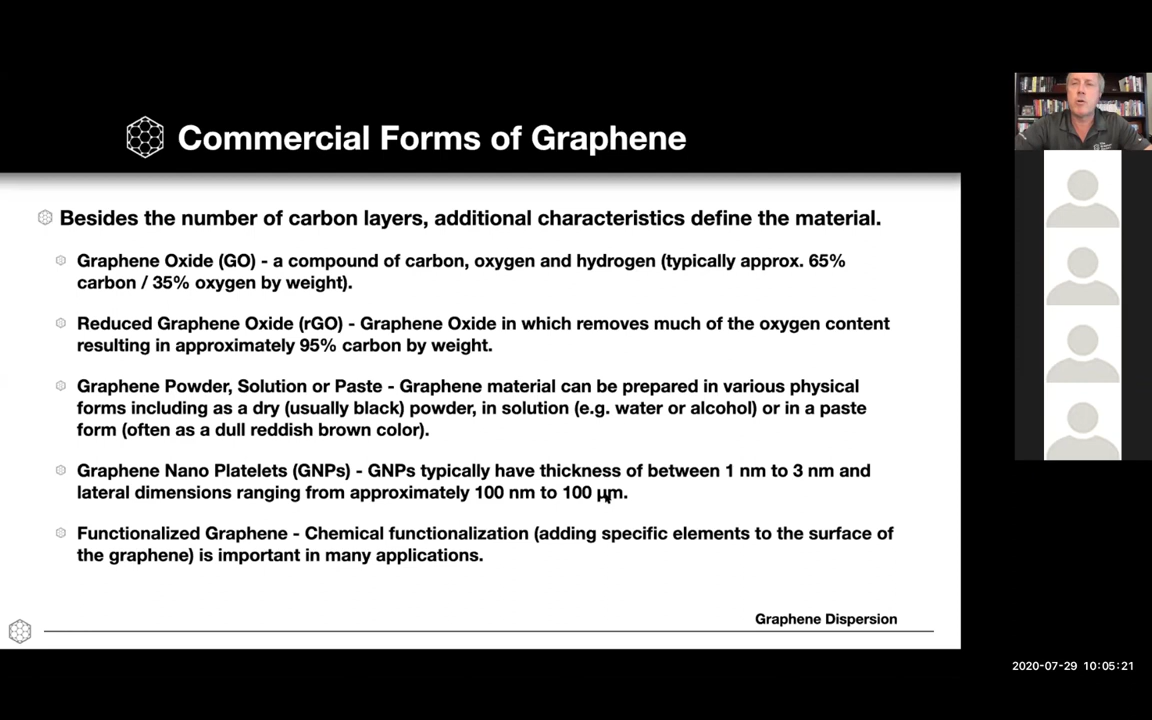 Commercial Forms of Graphene
Besides the number of carbon layers, additional characteristics define the material.
Graphene Oxide (GO) - a compound of carbon, oxygen and hydrogen (typically approx. 65%
carbon / 35% oxygen by weight).
Reduced Graphene Oxide (rGO) - Graphene Oxide in which removes much of the oxygen content
resulting in approximately 95% carbon by weight.
Graphene Powder, Solution or Paste - Graphene material can be prepared in various physical
forms including as a dry (usually black) powder, in solution (e.g. water or alcohol) or in a paste
form (often as a dull reddish brown color).
Graphene Nano Platelets (GNPs) - GNPs typically have thickness of between 1 nm to 3 nm and
lateral dimensions ranging from approximately 100 nm to 100 µm.
Functionalized Graphene - Chemical functionalization (adding specific elements to the surface of
the graphene) is important in many applications.
Graphene Dispersion
2020-07-29 10:05:21